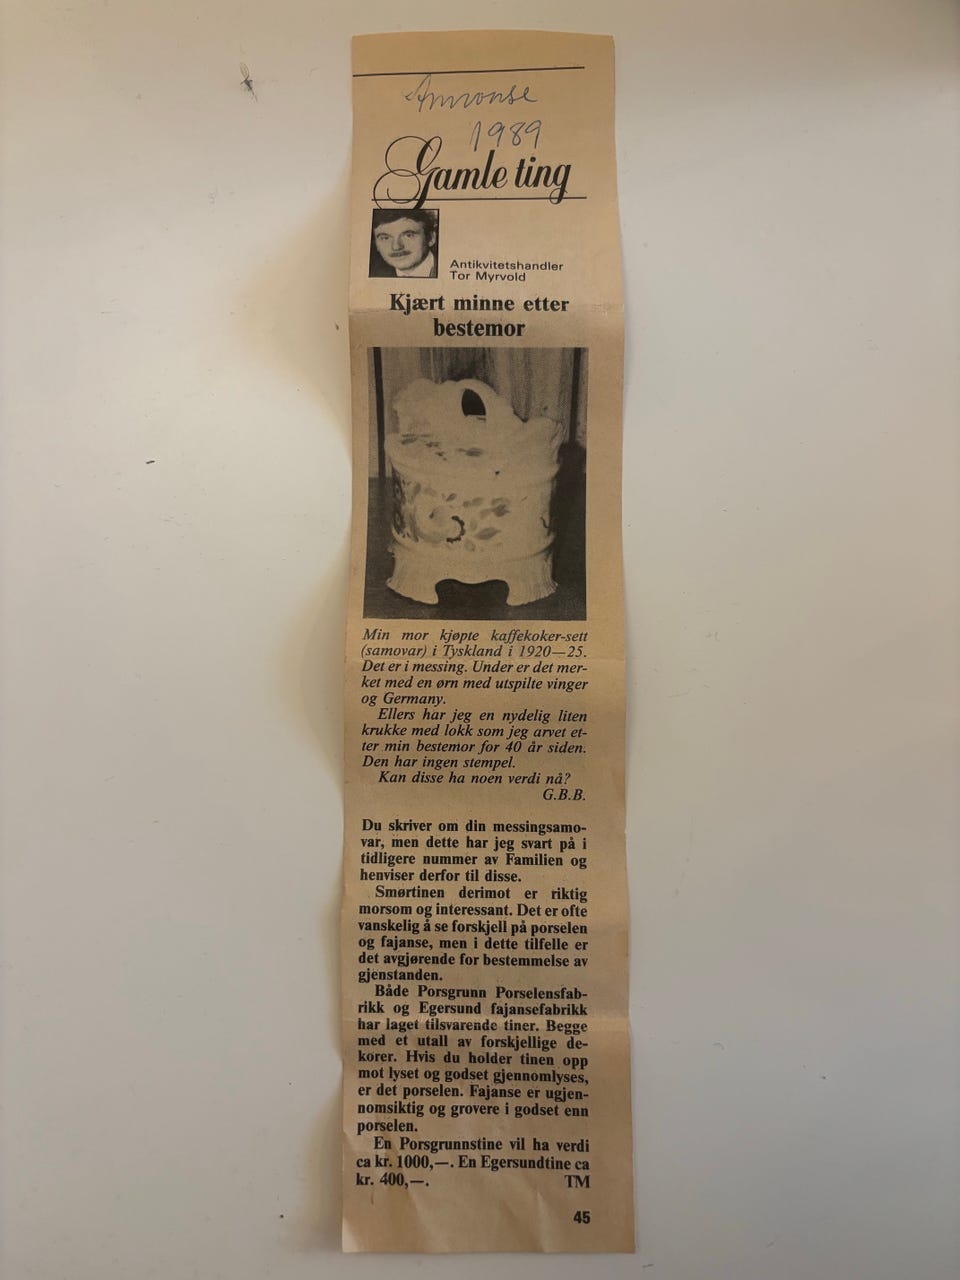 Annonse
1989
Gamle ting
Antikvitetshandler
Tor Myrvold
Kjært minne etter
bestemor
Min mor kjøpte kaffekoker-sett
(samovar) i Tyskland i 1920—25.
Det er i messing. Under er det mer-
ket med en ørn med utspilte vinger
og Germany.
Ellers har jeg en nydelig liten
krukke med lokk som jeg arvet et-
ter min bestemor for 40 år siden.
Den har ingen stempel.
Kan disse ha noen verdi nå?
G.B.B.
Du skriver om din messingsamo-
var, men dette har jeg svart på i
tidligere nummer av Familien og
henviser derfor til disse.
Smørtinen derimot er riktig
morsom og interessant. Det er ofte
vanskelig å se forskjell på porselen
og fajanse, men i dette tilfelle er
det avgjørende for bestemmelse av
gjenstanden.
Både Porsgrunn Porselensfab-
rikk og Egersund fajansefabrikk
har laget tilsvarende tiner. Begge
med et utall av forskjellige de-
korer. Hvis du holder tinen opp
mot lyset og godset gjennomlyses,
er det porselen. Fajanse er ugjen-
nomsiktig og grovere i godset enn
porselen.
En Porsgrunnstine vil ha verdi
ca kr. 1000,—. En Egersundtine ca
kr. 400,—. TM
45